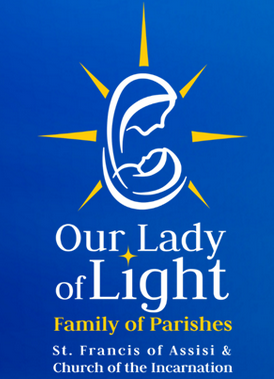 Our Lady
of Light
Family of Parishes
St. Francis of Assisi &
Church of the Incarnation